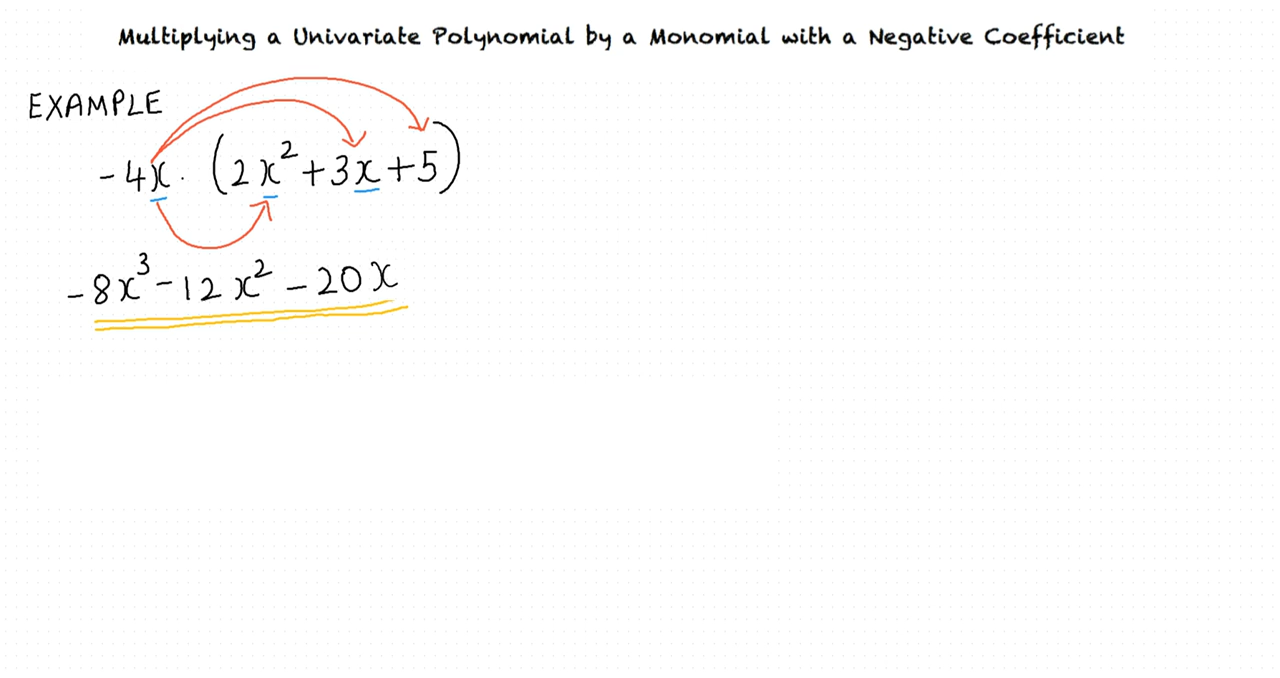 Multiplying a Univariate Polynomial by a Monomial with a Negative Coefficient
EXAMPLE
-4x · (2x² + 3x + 5)
-8x³ - 12x² - 20x